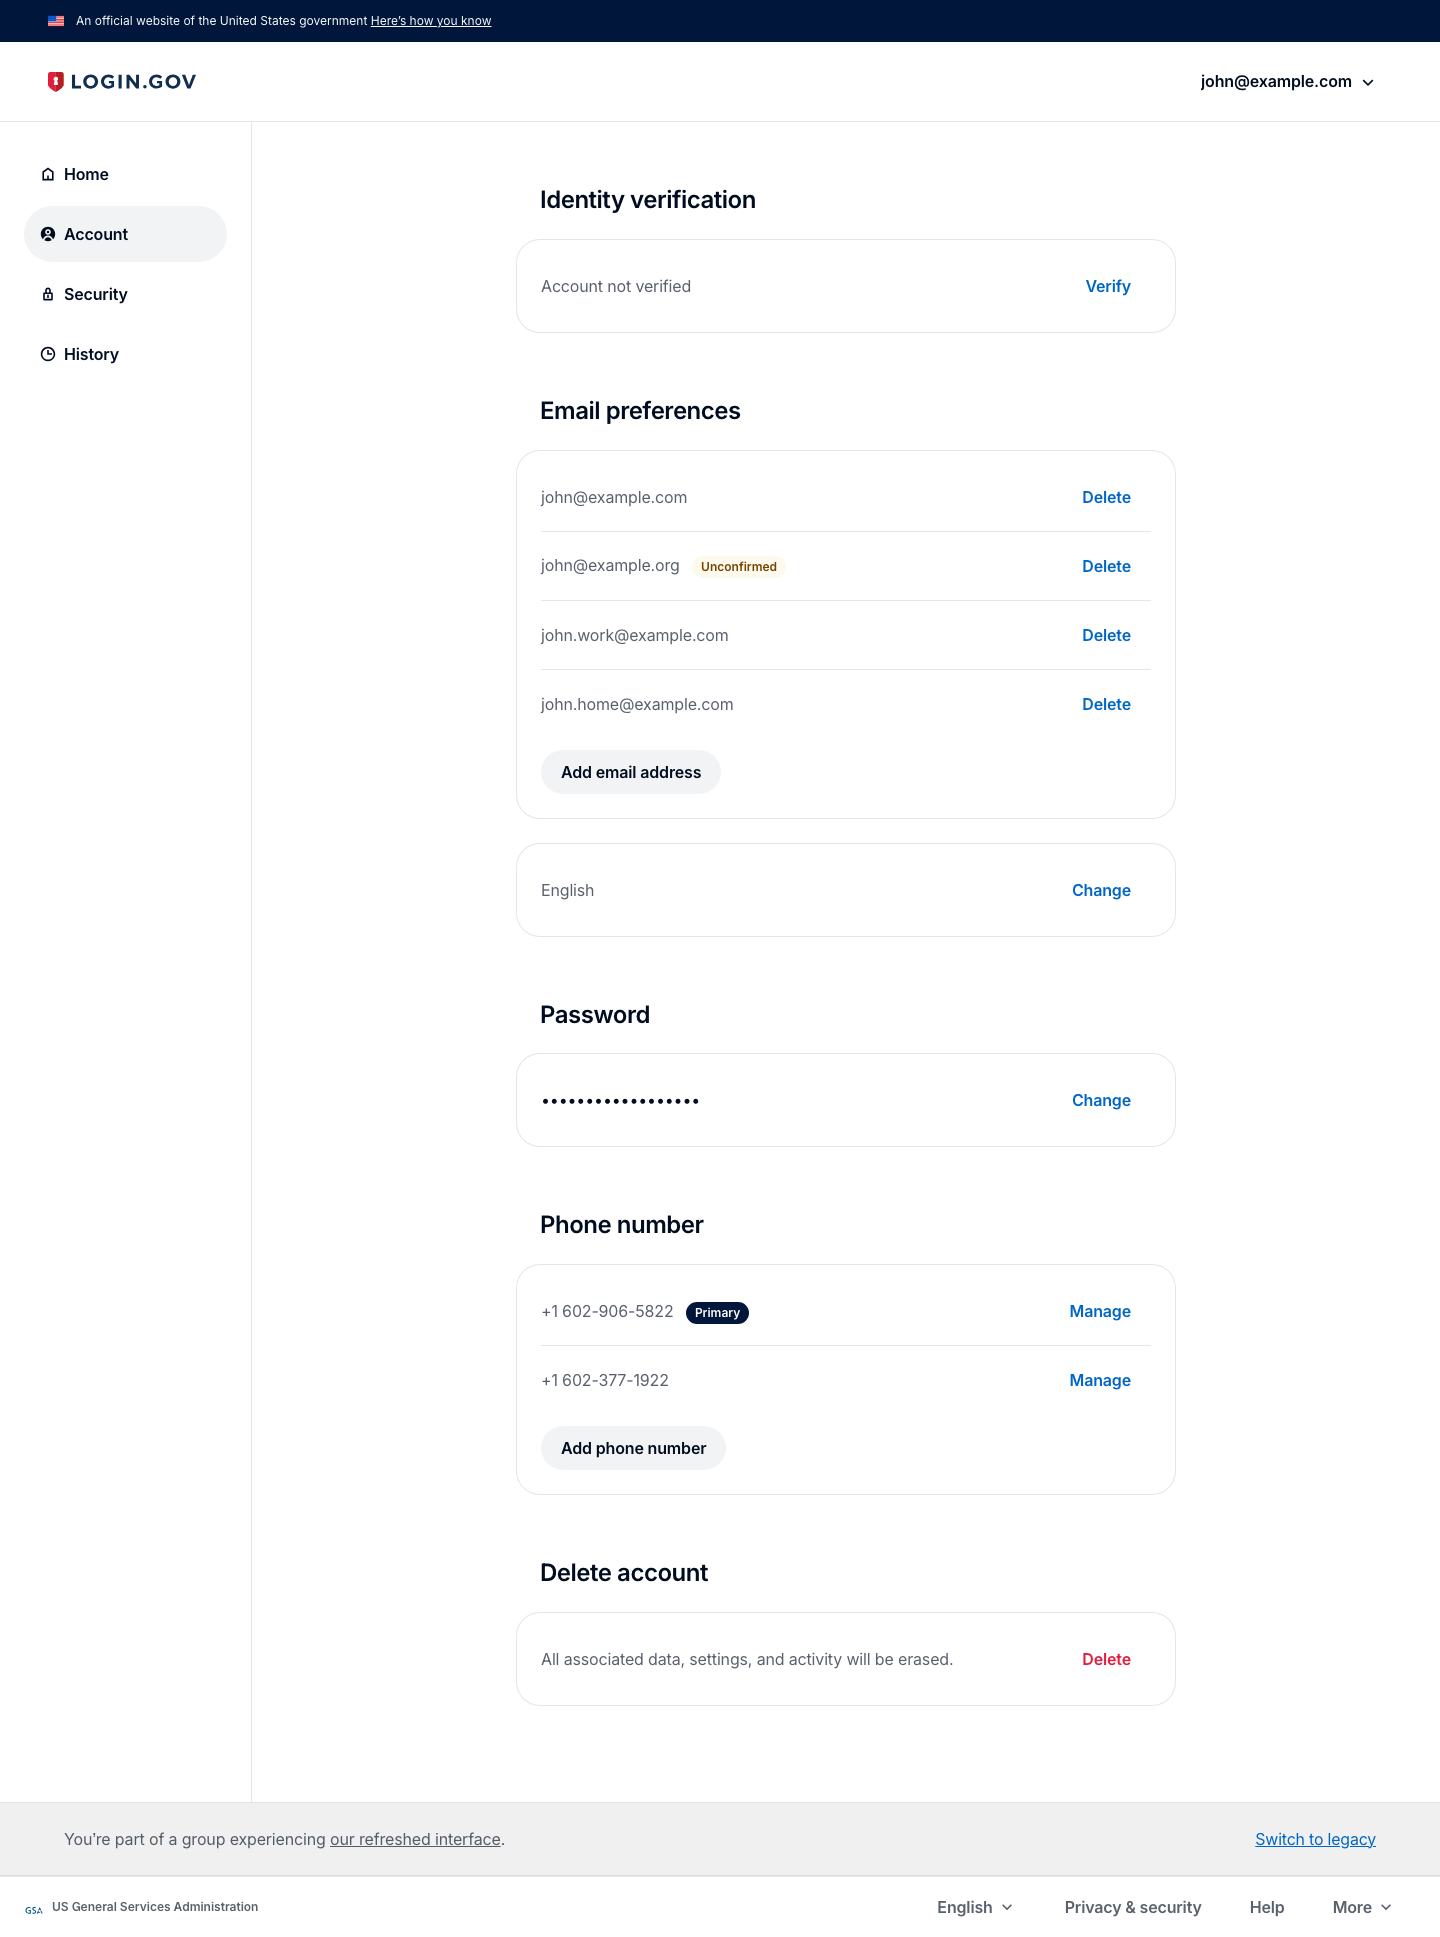 An official website of the United States government Here's how you know
LOGIN.GOV
john@example.com
Home
Account
Security
History
Identity verification
Account not verified Verify
Email preferences
john@example.com Delete
john@example.org Unconfirmed Delete
john.work@example.com Delete
john.home@example.com Delete
Add email address
English Change
Password
•••••••••••••••••• Change
Phone number
+1 602-906-5822 Primary Manage
+1 602-377-1922 Manage
Add phone number
Delete account
All associated data, settings, and activity will be erased. Delete
You're part of a group experiencing our refreshed interface. Switch to legacy
GSA US General Services Administration English Privacy & security Help More